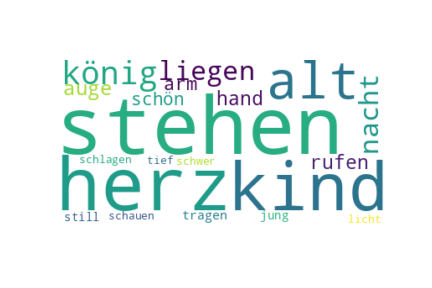 könig liegen alt
auge arm
schön hand nacht
stehen
schlagen tief schwer rufen
herz kind
still schauen tragen jung licht